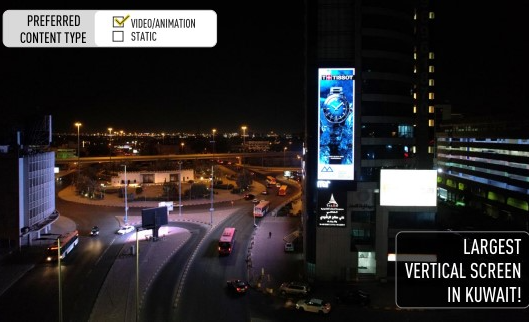 PREFERRED
CONTENT TYPE
VIDEO/ANIMATION
STATIC
TISSOT
LARGEST
VERTICAL SCREEN
IN KUWAIT!